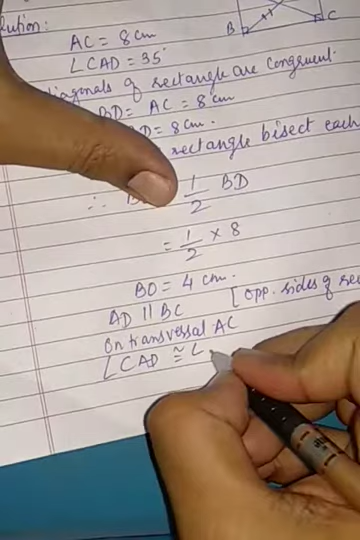 lution:
B C
AC = 8 cm
∠CAD = 35°
diagonals of rectangle are congruent.
BD = AC = 8 cm
BD = 8 cm.
rectangle bisect each
∴ 1/2 BD
= 1/2 × 8
BO = 4 cm.
AD || BC [opp. sides of rec
On transversal AC
∠CAD ≅ ∠